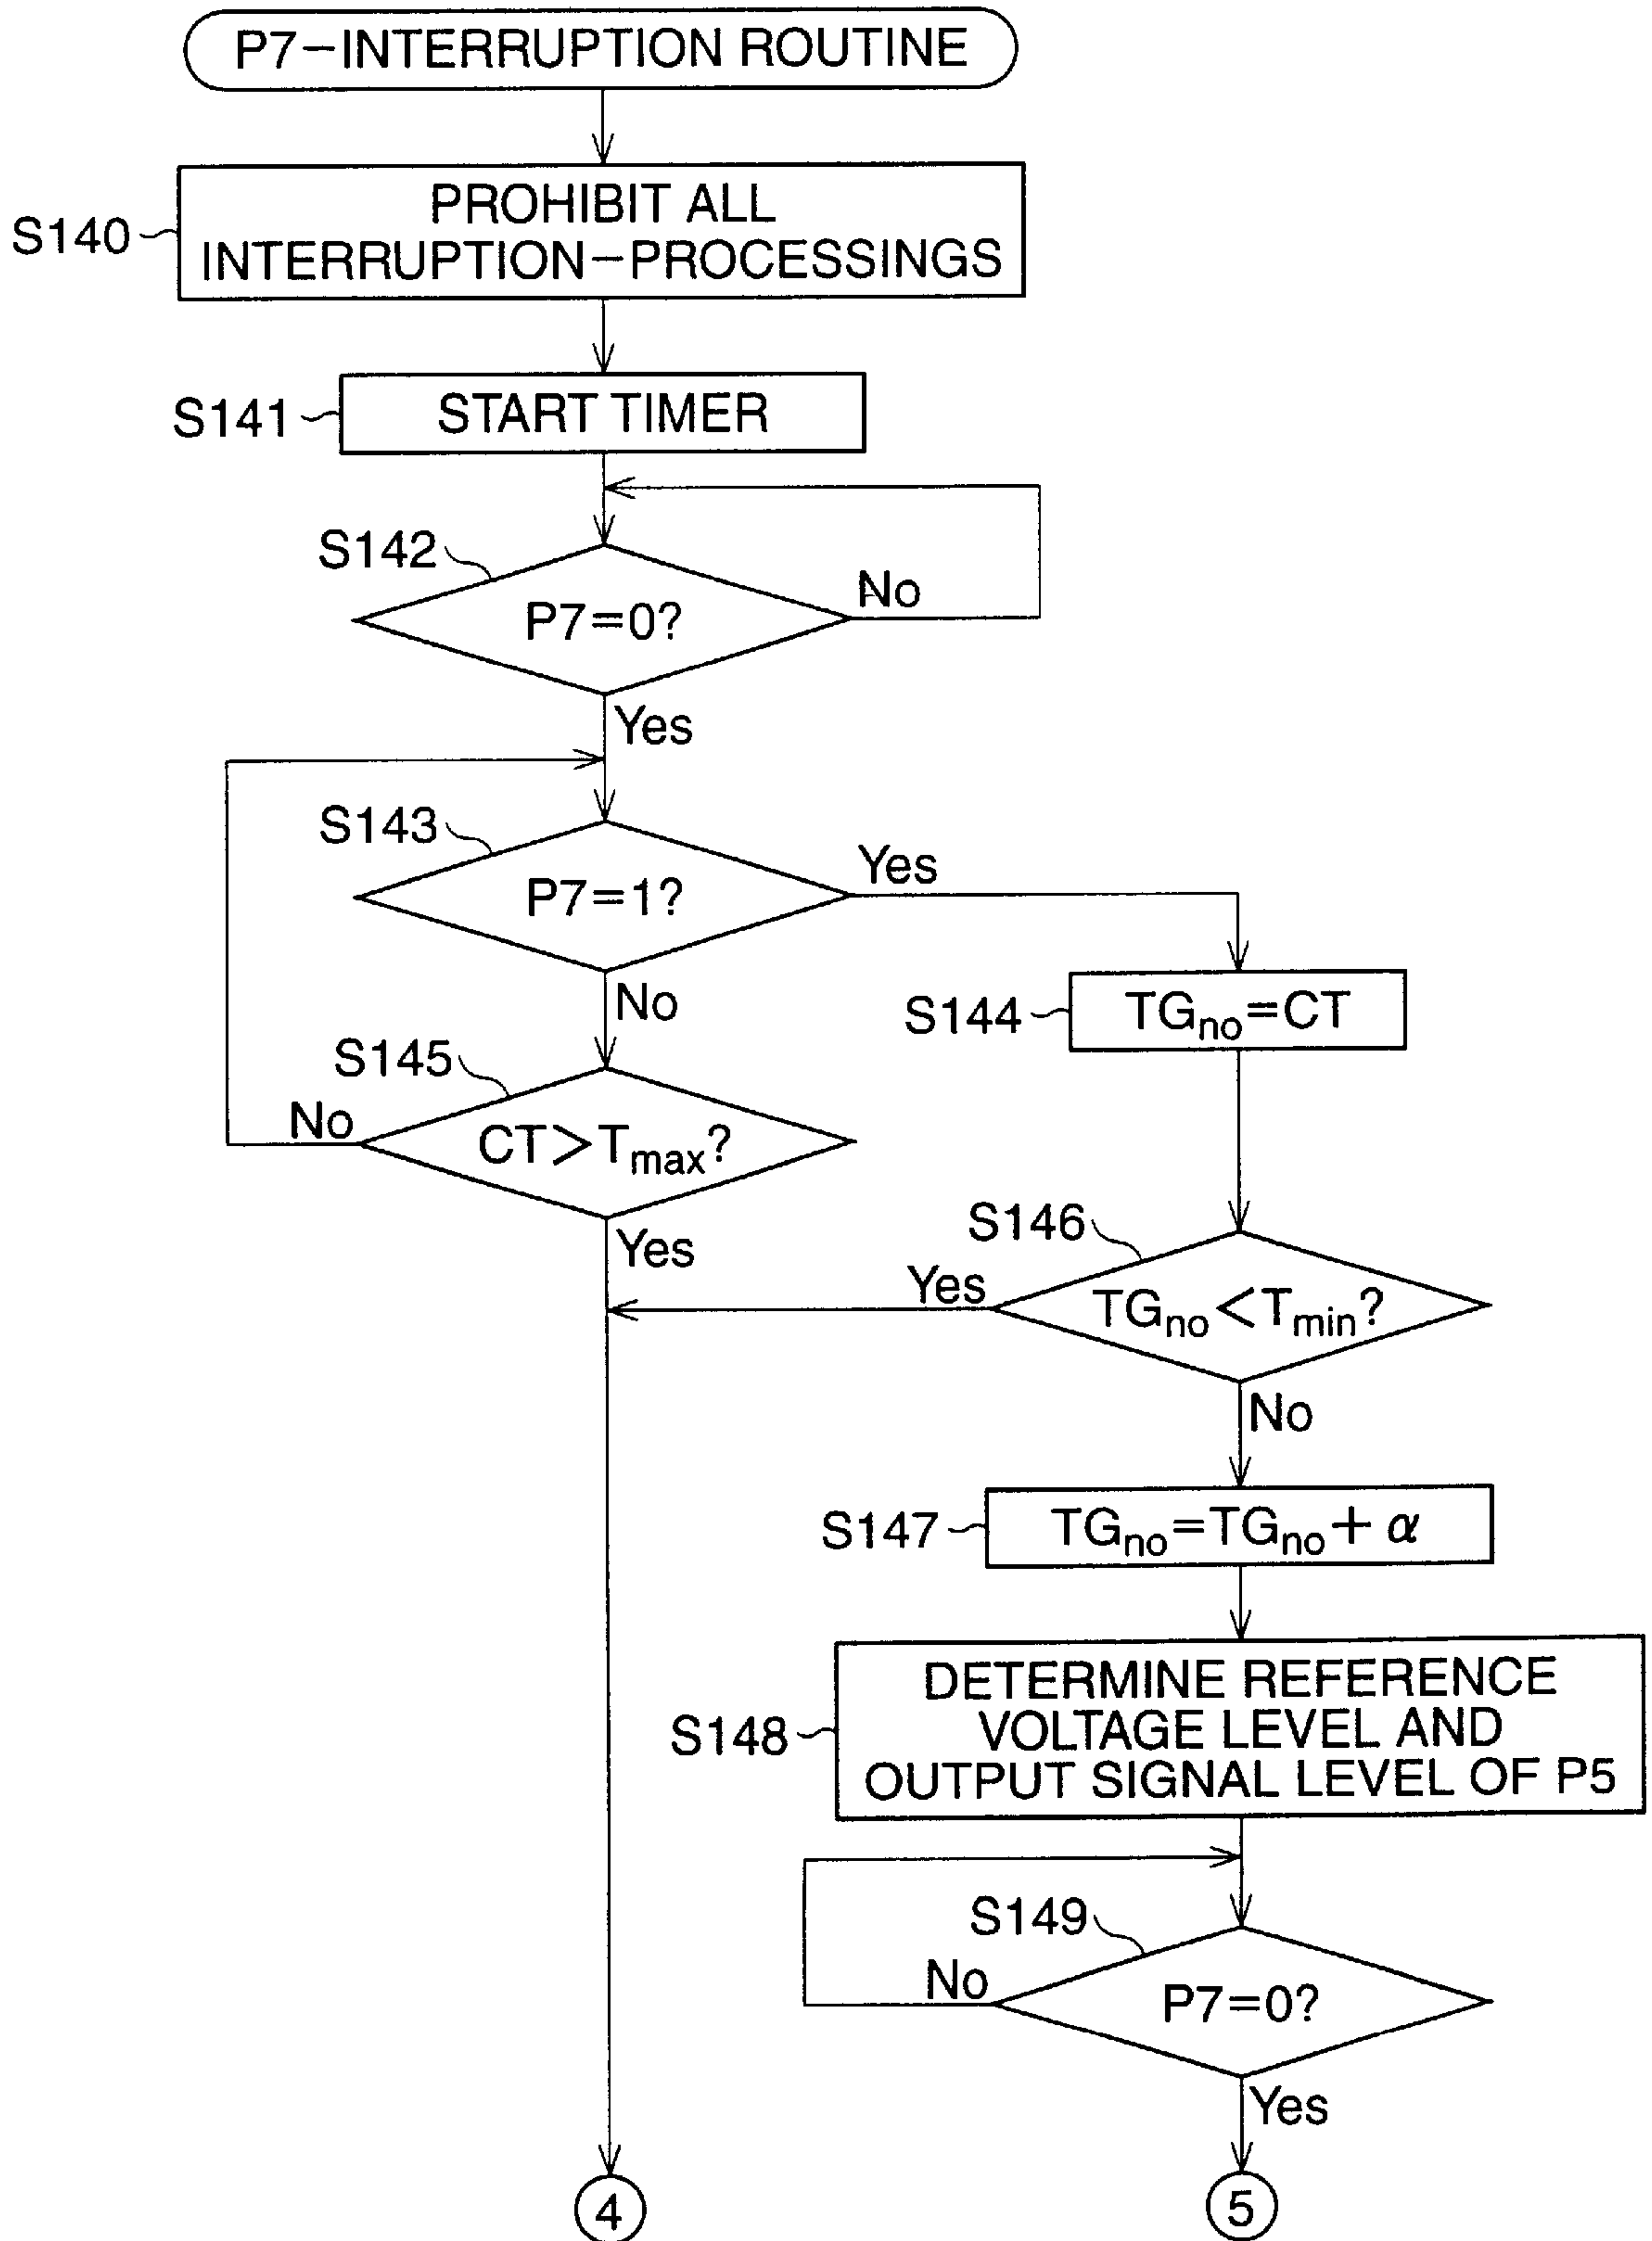 P7-INTERRUPTION ROUTINE
S140
PROHIBIT ALL
INTERRUPTION-PROCESSINGS
S141
START TIMER
S142
P7=0?
No
Yes
S143
P7=1?
Yes
No
S144
TGno=CT
S145
CT>Tmax?
No
Yes
S146
TGno<Tmin?
Yes
No
S147
TGno=TGno+α
S148
DETERMINE REFERENCE
VOLTAGE LEVEL AND
OUTPUT SIGNAL LEVEL OF P5
S149
P7=0?
No
Yes
4
5